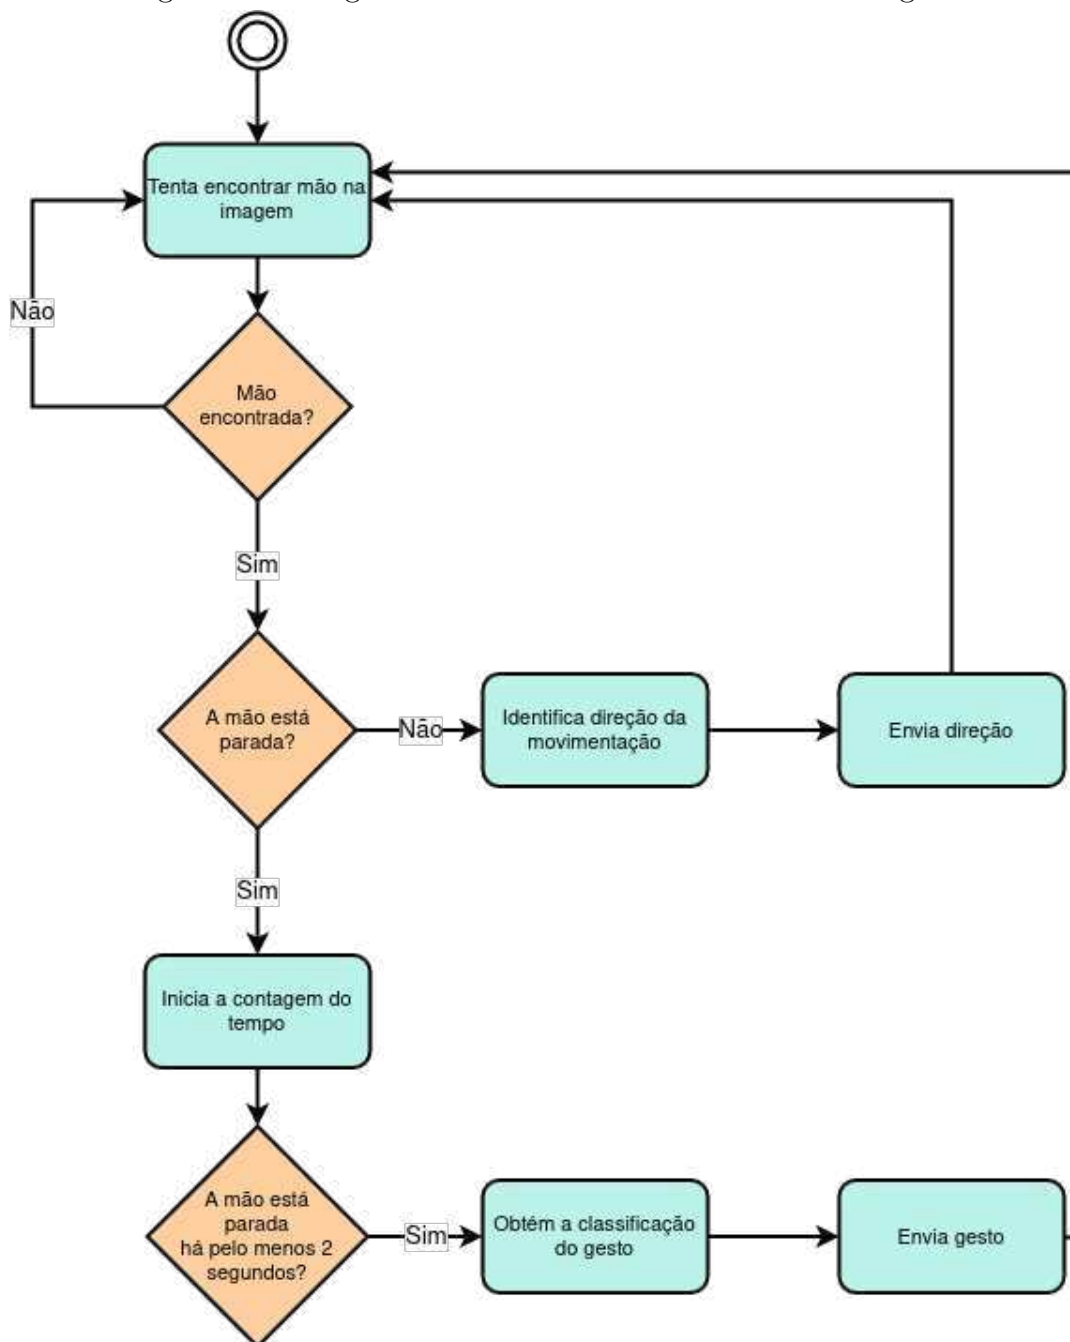 Tenta encontrar mão na
imagem
Não
Mão
encontrada?
Sim
A mão está
parada?
Não
Identifica direção da
movimentação
Envia direção
Sim
Inicia a contagem do
tempo
A mão está
parada
há pelo menos 2
segundos?
Sim
Obtém a classificação
do gesto
Envia gesto